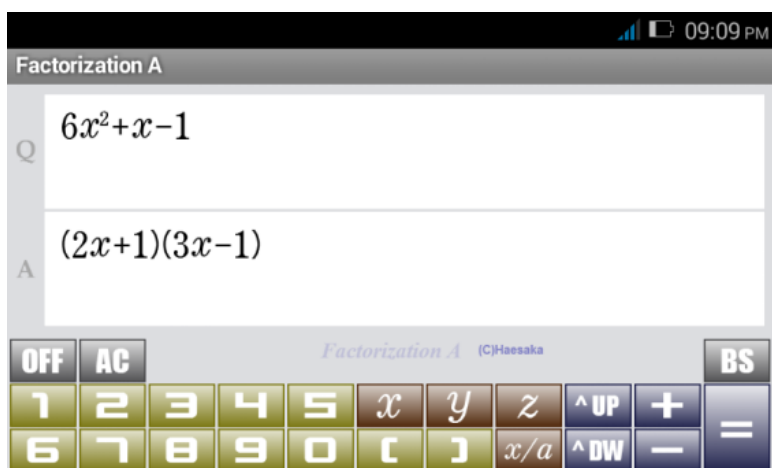 09:09 PM
Factorization A
Q 6x²+x−1
A (2x+1)(3x−1)
Factorization A (C)Haesaka
OFF AC BS
1 2 3 4 5 x y z ^UP +
6 7 8 9 0 [ ] x/a ^DW − =